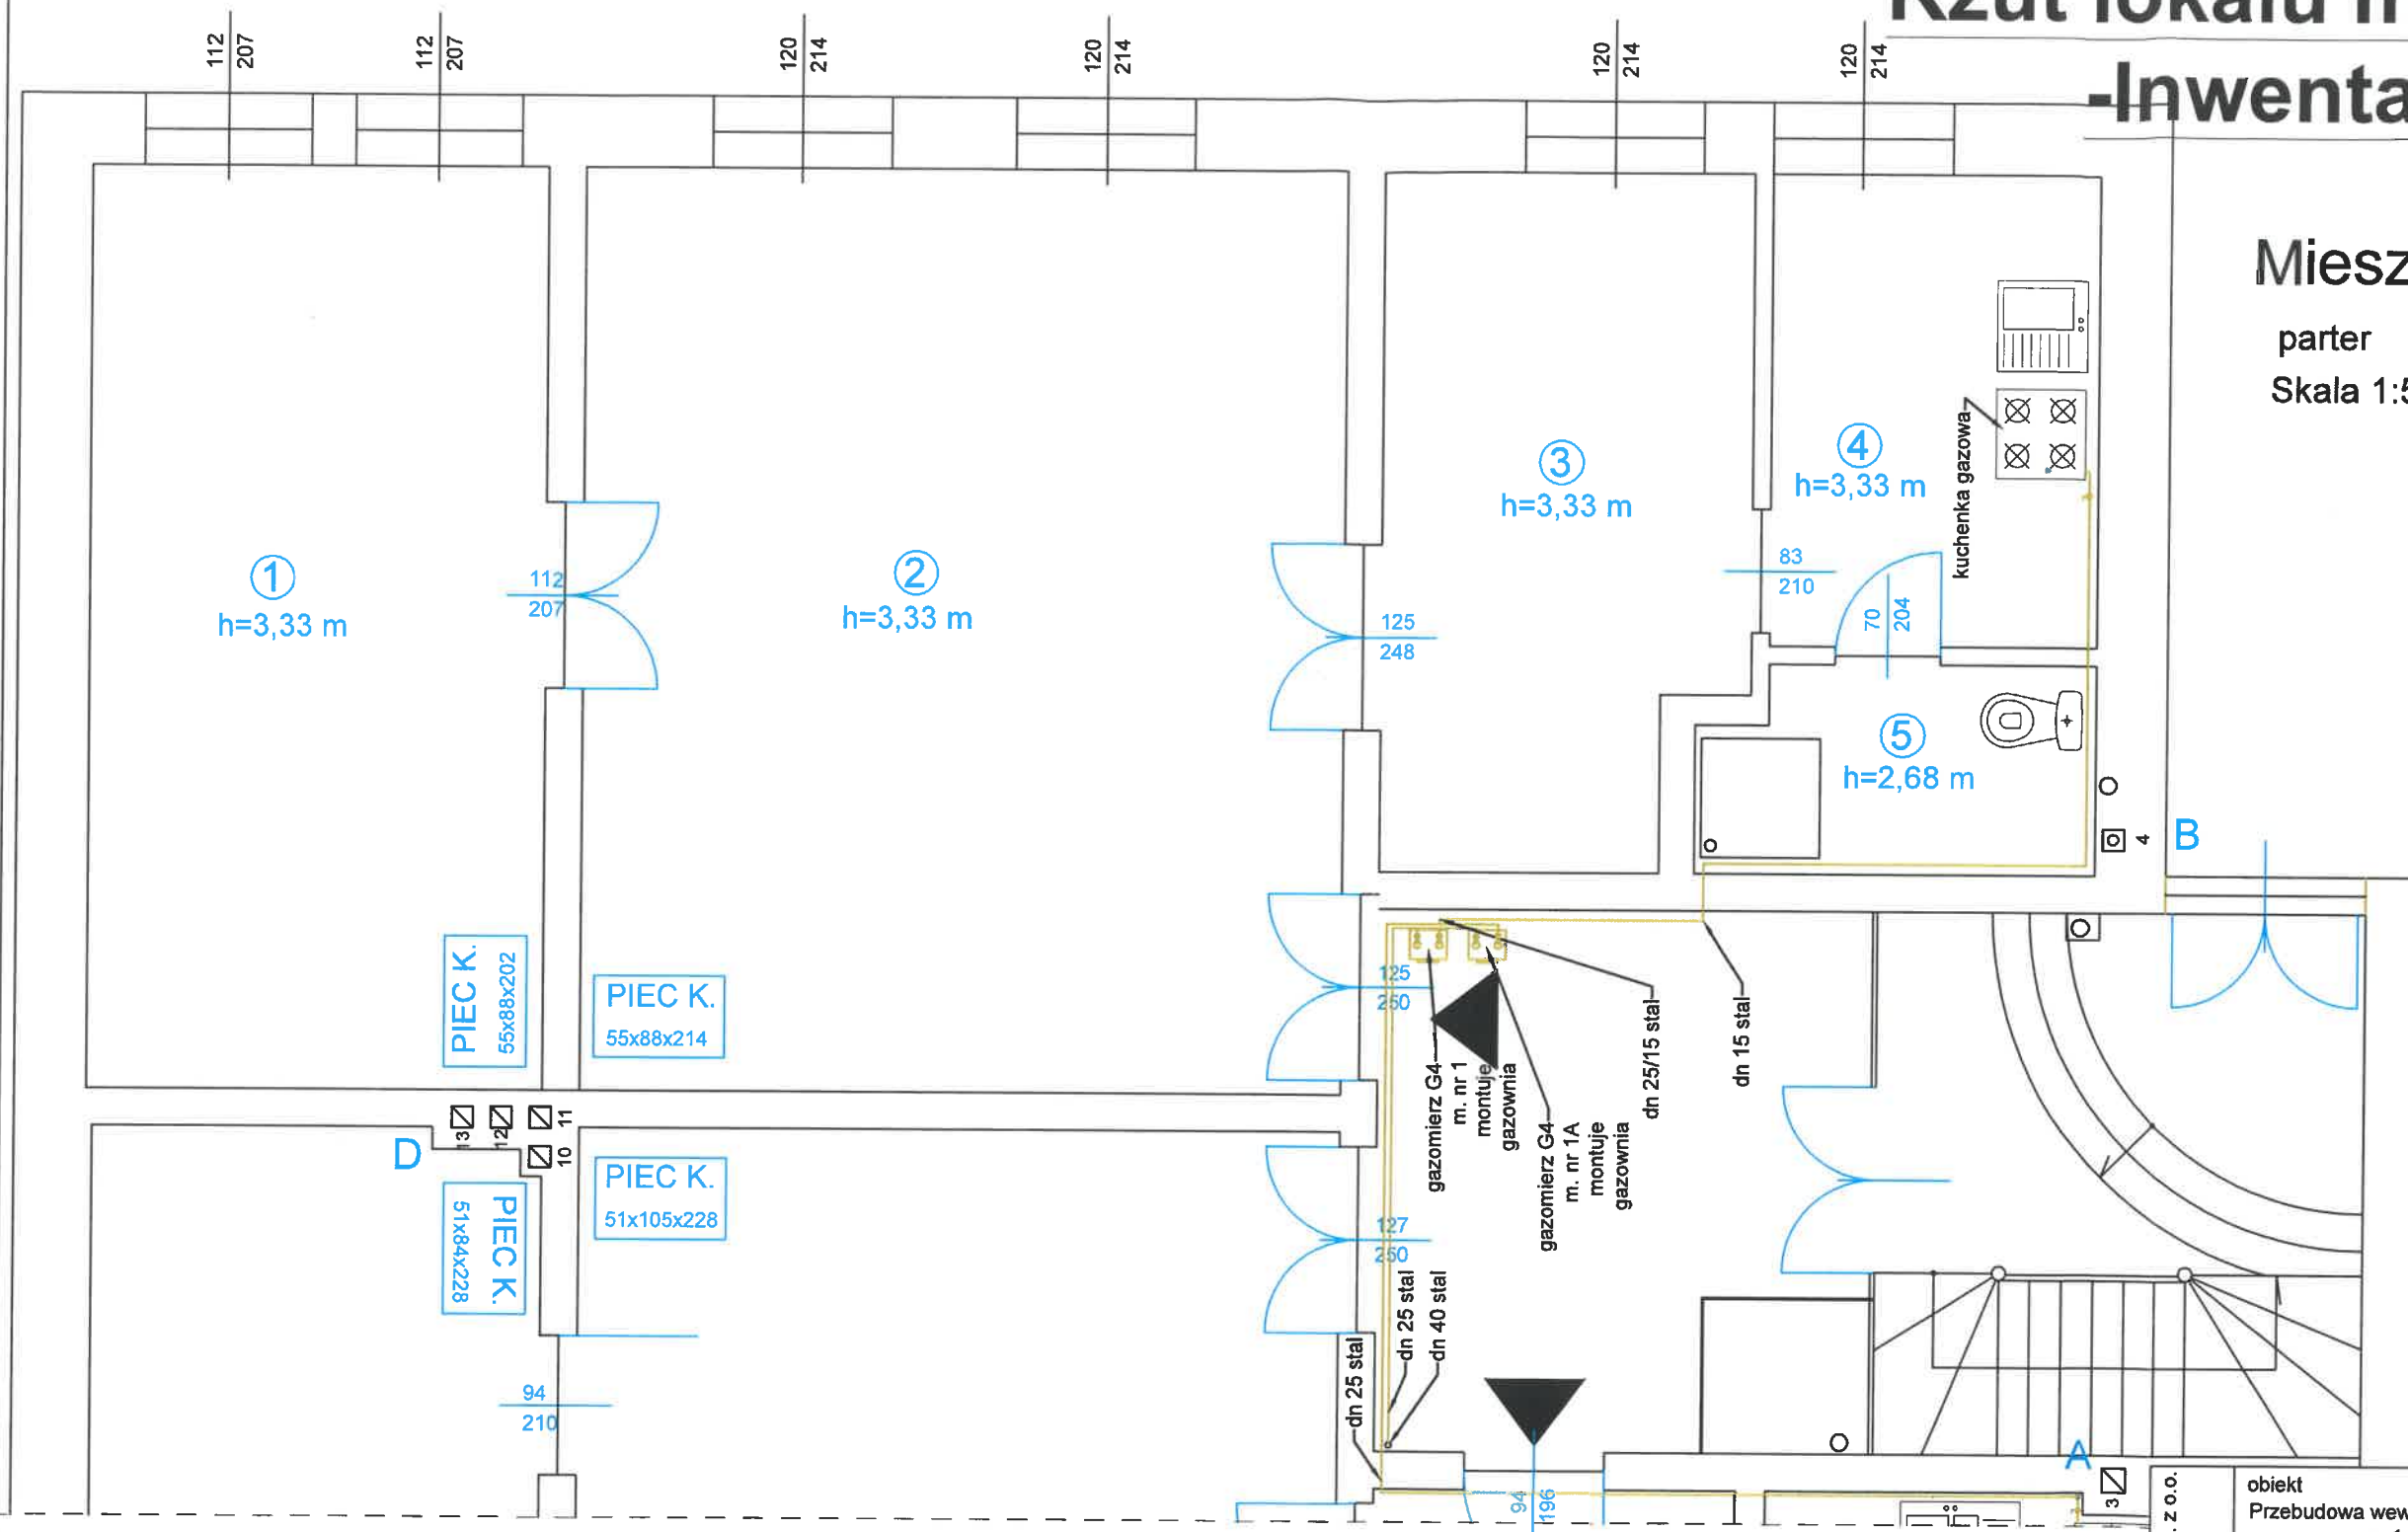 Rzut lokalu
-Inwenta
Miesz
parter
Skala 1:5
112
207
112
207
120
214
120
214
120
214
120
214
1
h=3,33 m
2
h=3,33 m
3
h=3,33 m
4
h=3,33 m
5
h=2,68 m
kuchenka gazowa
112
207
125
248
83
210
70
204
4
B
PIEC K.
55x88x202
PIEC K.
55x88x214
125
250
gazomierz G4
m. nr 1
montuje
gazownia
gazomierz G4
m. nr 1A
montuje
gazownia
dn 25/15 stal
dn 15 stal
13
12
11
10
D
PIEC K.
51x84x228
PIEC K.
51x105x228
127
250
dn 25 stal
dn 25 stal
dn 40 stal
94
210
94
196
A
3
. z o.o.
obiekt
Przebudowa wew